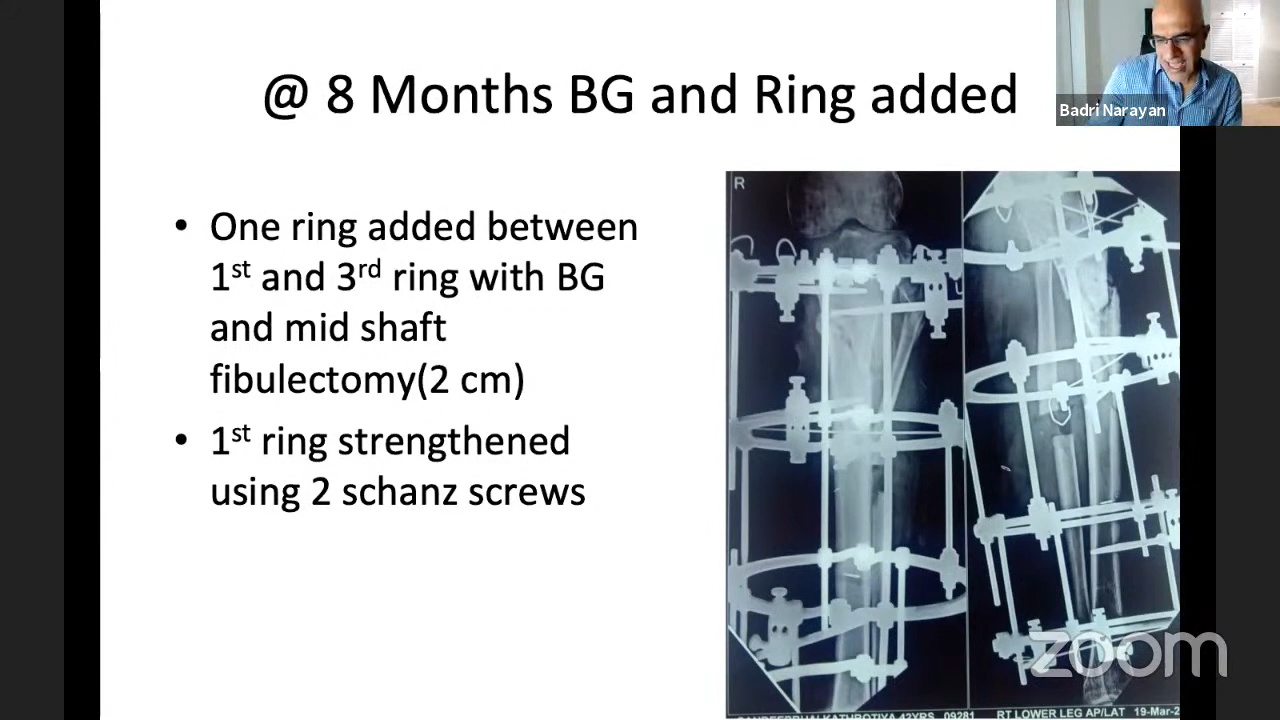 @ 8 Months BG and Ring added
Badri Narayan
• One ring added between
1st and 3rd ring with BG
and mid shaft
fibulectomy(2 cm)
• 1st ring strengthened
using 2 schanz screws
R
42YRS 09281 RT LOWER LEG AP/LAT 19-Mar-2
zoom